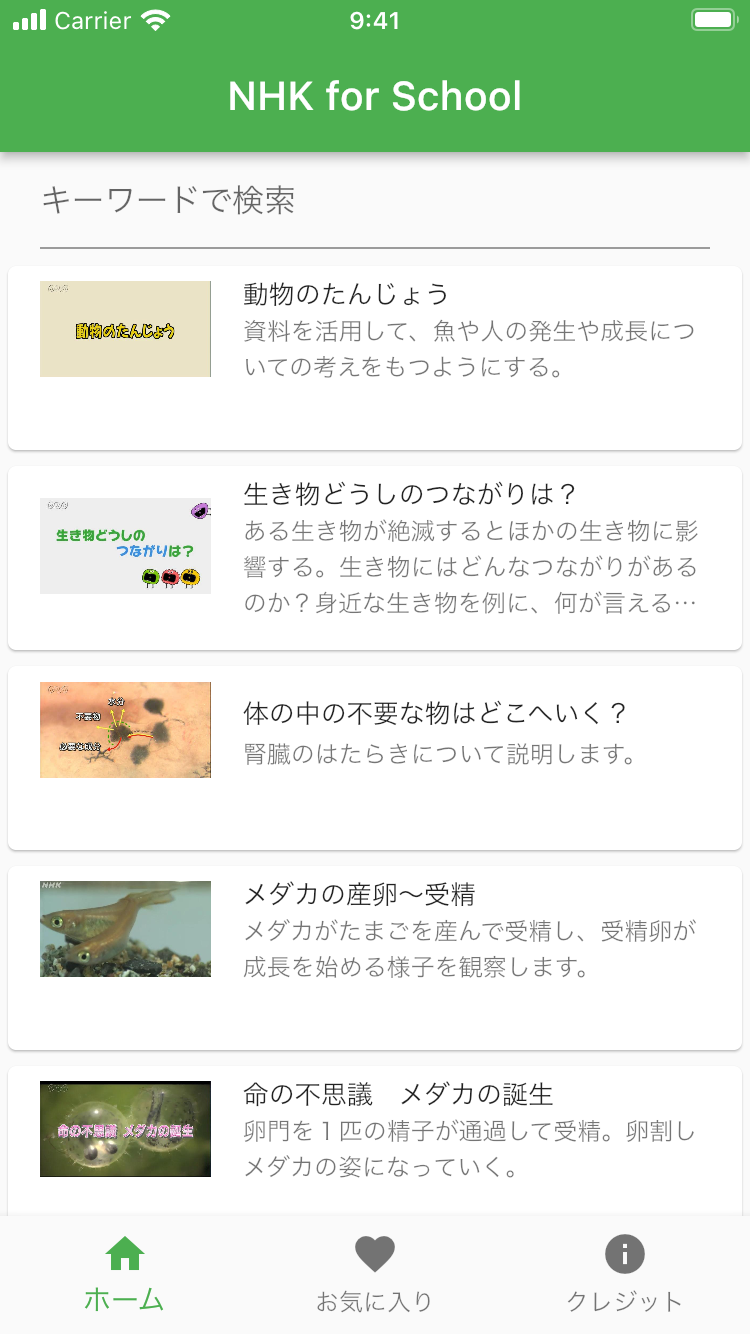 Carrier 9:41
NHK for School
キーワードで検索
動物のたんじょう
動物のたんじょう
資料を活用して、魚や人の発生や成長につ
いての考えをもつようにする。
生き物どうしの
つながりは？
生き物どうしのつながりは？
ある生き物が絶滅するとほかの生き物に影
響する。生き物にはどんなつながりがある
のか？身近な生き物を例に、何が言える…
水分
不要物
必要な成分
体の中の不要な物はどこへいく？
腎臓のはたらきについて説明します。
NHK
メダカの産卵〜受精
メダカがたまごを産んで受精し、受精卵が
成長を始める様子を観察します。
命の不思議 メダカの誕生
命の不思議　メダカの誕生
卵門を１匹の精子が通過して受精。卵割し
メダカの姿になっていく。
ホーム
お気に入り
クレジット